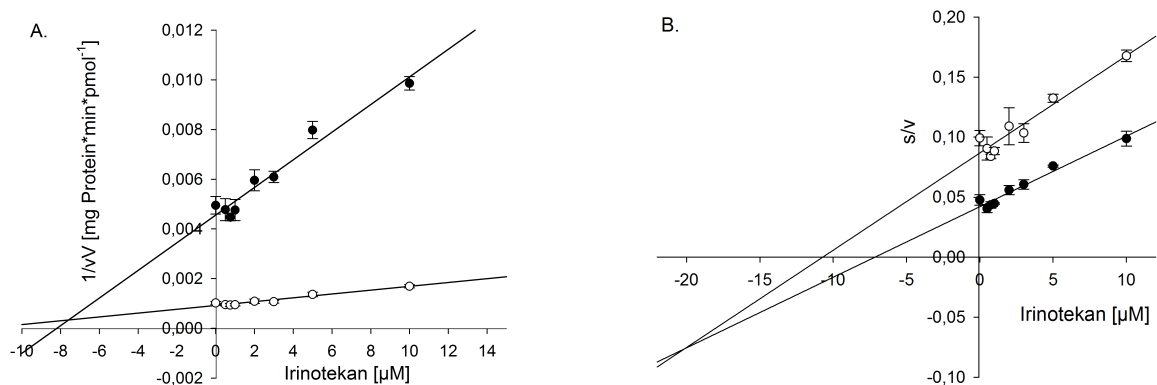 A.
1/vV [mg Protein*min*pmol⁻¹]
0,012
0,010
0,008
0,006
0,004
0,002
0,000
-0,002
-10 -8 -6 -4 -2 0 2 4 6 8 10 12 14
Irinotekan [µM]
B.
s/v
0,20
0,15
0,10
0,05
0,00
-0,05
-0,10
-20 -15 -10 -5 0 5 10
Irinotekan [µM]